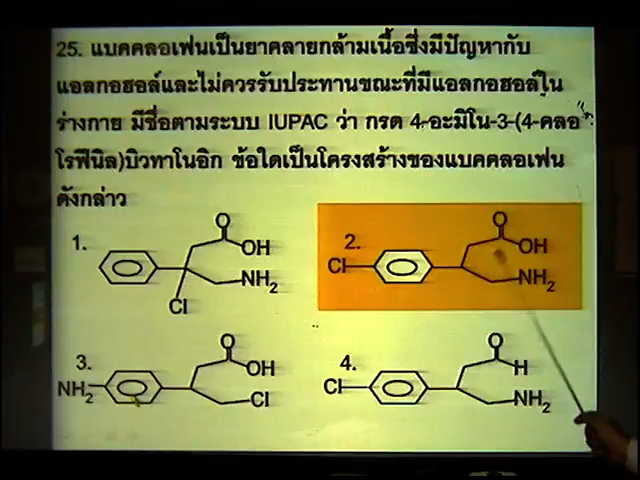 25. แบคคลอเฟนเป็นยาคลายกล้ามเนื้อซึ่งมีปัญหากับ
แอลกอฮอล์และไม่ควรรับประทานขณะที่มีแอลกอฮอล์ใน
ร่างกาย มีชื่อตามระบบ IUPAC ว่า กรด 4-อะมิโน-3-(4-คลอ
โรฟีนิล)บิวทาโนอิก ข้อใดเป็นโครงสร้างของแบคคลอเฟน
ดังกล่าว
1.
O
OH
NH2
Cl
2.
O
OH
Cl
NH2
3.
O
OH
NH2
Cl
4.
O
H
Cl
NH2